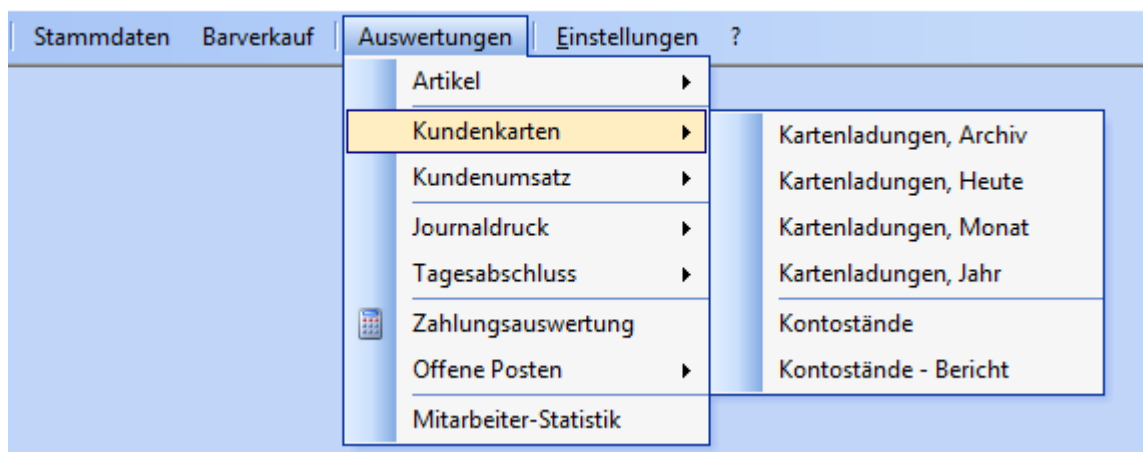 Stammdaten Barverkauf Auswertungen Einstellungen ?
Artikel
Kundenkarten
Kundenumsatz
Journaldruck
Tagesabschluss
Zahlungsauswertung
Offene Posten
Mitarbeiter-Statistik
Kartenladungen, Archiv
Kartenladungen, Heute
Kartenladungen, Monat
Kartenladungen, Jahr
Kontostände
Kontostände - Bericht